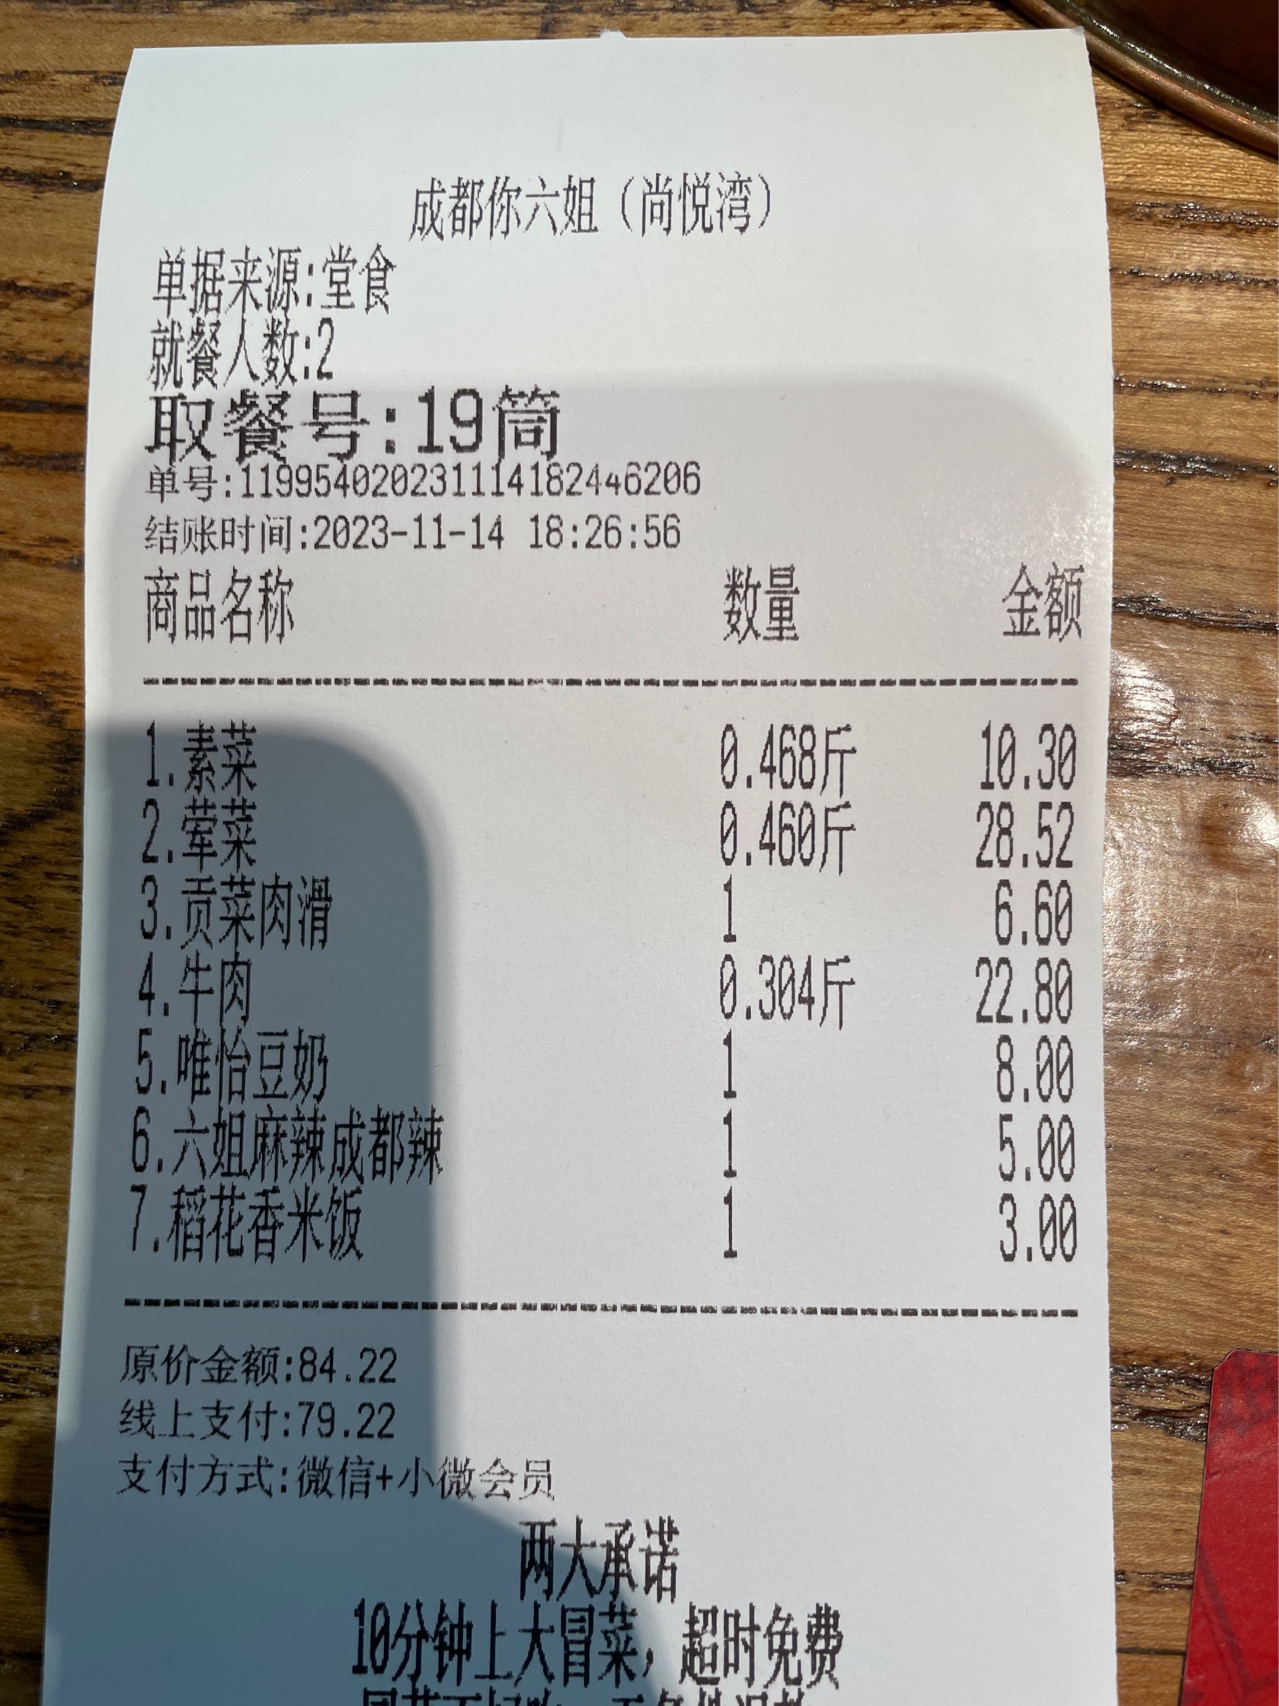 成都你六姐（尚悦湾）
单据来源:堂食
就餐人数:2
取餐号:19筒
单号:119954020231114182446206
结账时间:2023-11-14 18:26:56
商品名称 数量 金额
1.素菜 0.468斤 10.30
2.荤菜 0.460斤 28.52
3.贡菜肉滑 1 6.60
4.牛肉 0.304斤 22.80
5.唯怡豆奶 1 8.00
6.六姐麻辣成都辣 1 5.00
7.稻花香米饭 1 3.00
原价金额:84.22
线上支付:79.22
支付方式:微信+小微会员
两大承诺
10分钟上大冒菜，超时免费